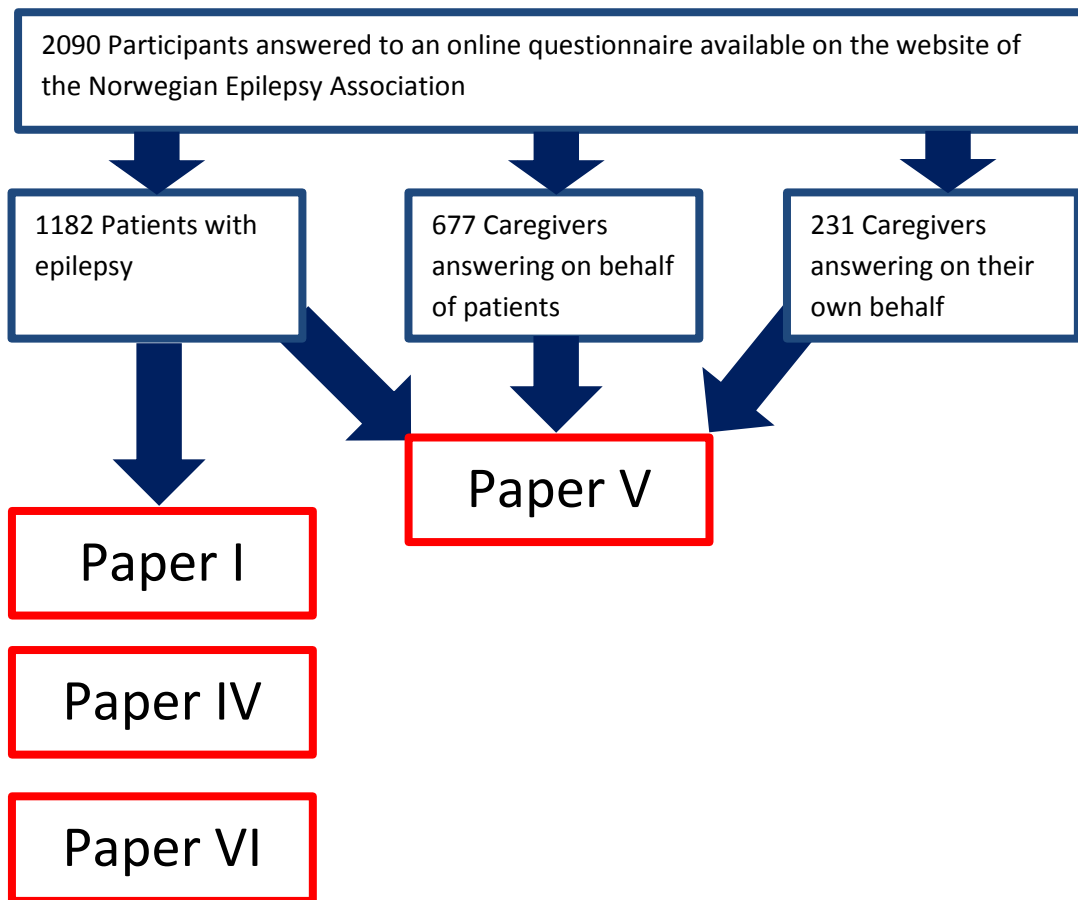 2090 Participants answered to an online questionnaire available on the website of
the Norwegian Epilepsy Association
1182 Patients with
epilepsy
677 Caregivers
answering on behalf
of patients
231 Caregivers
answering on their
own behalf
Paper V
Paper I
Paper IV
Paper VI